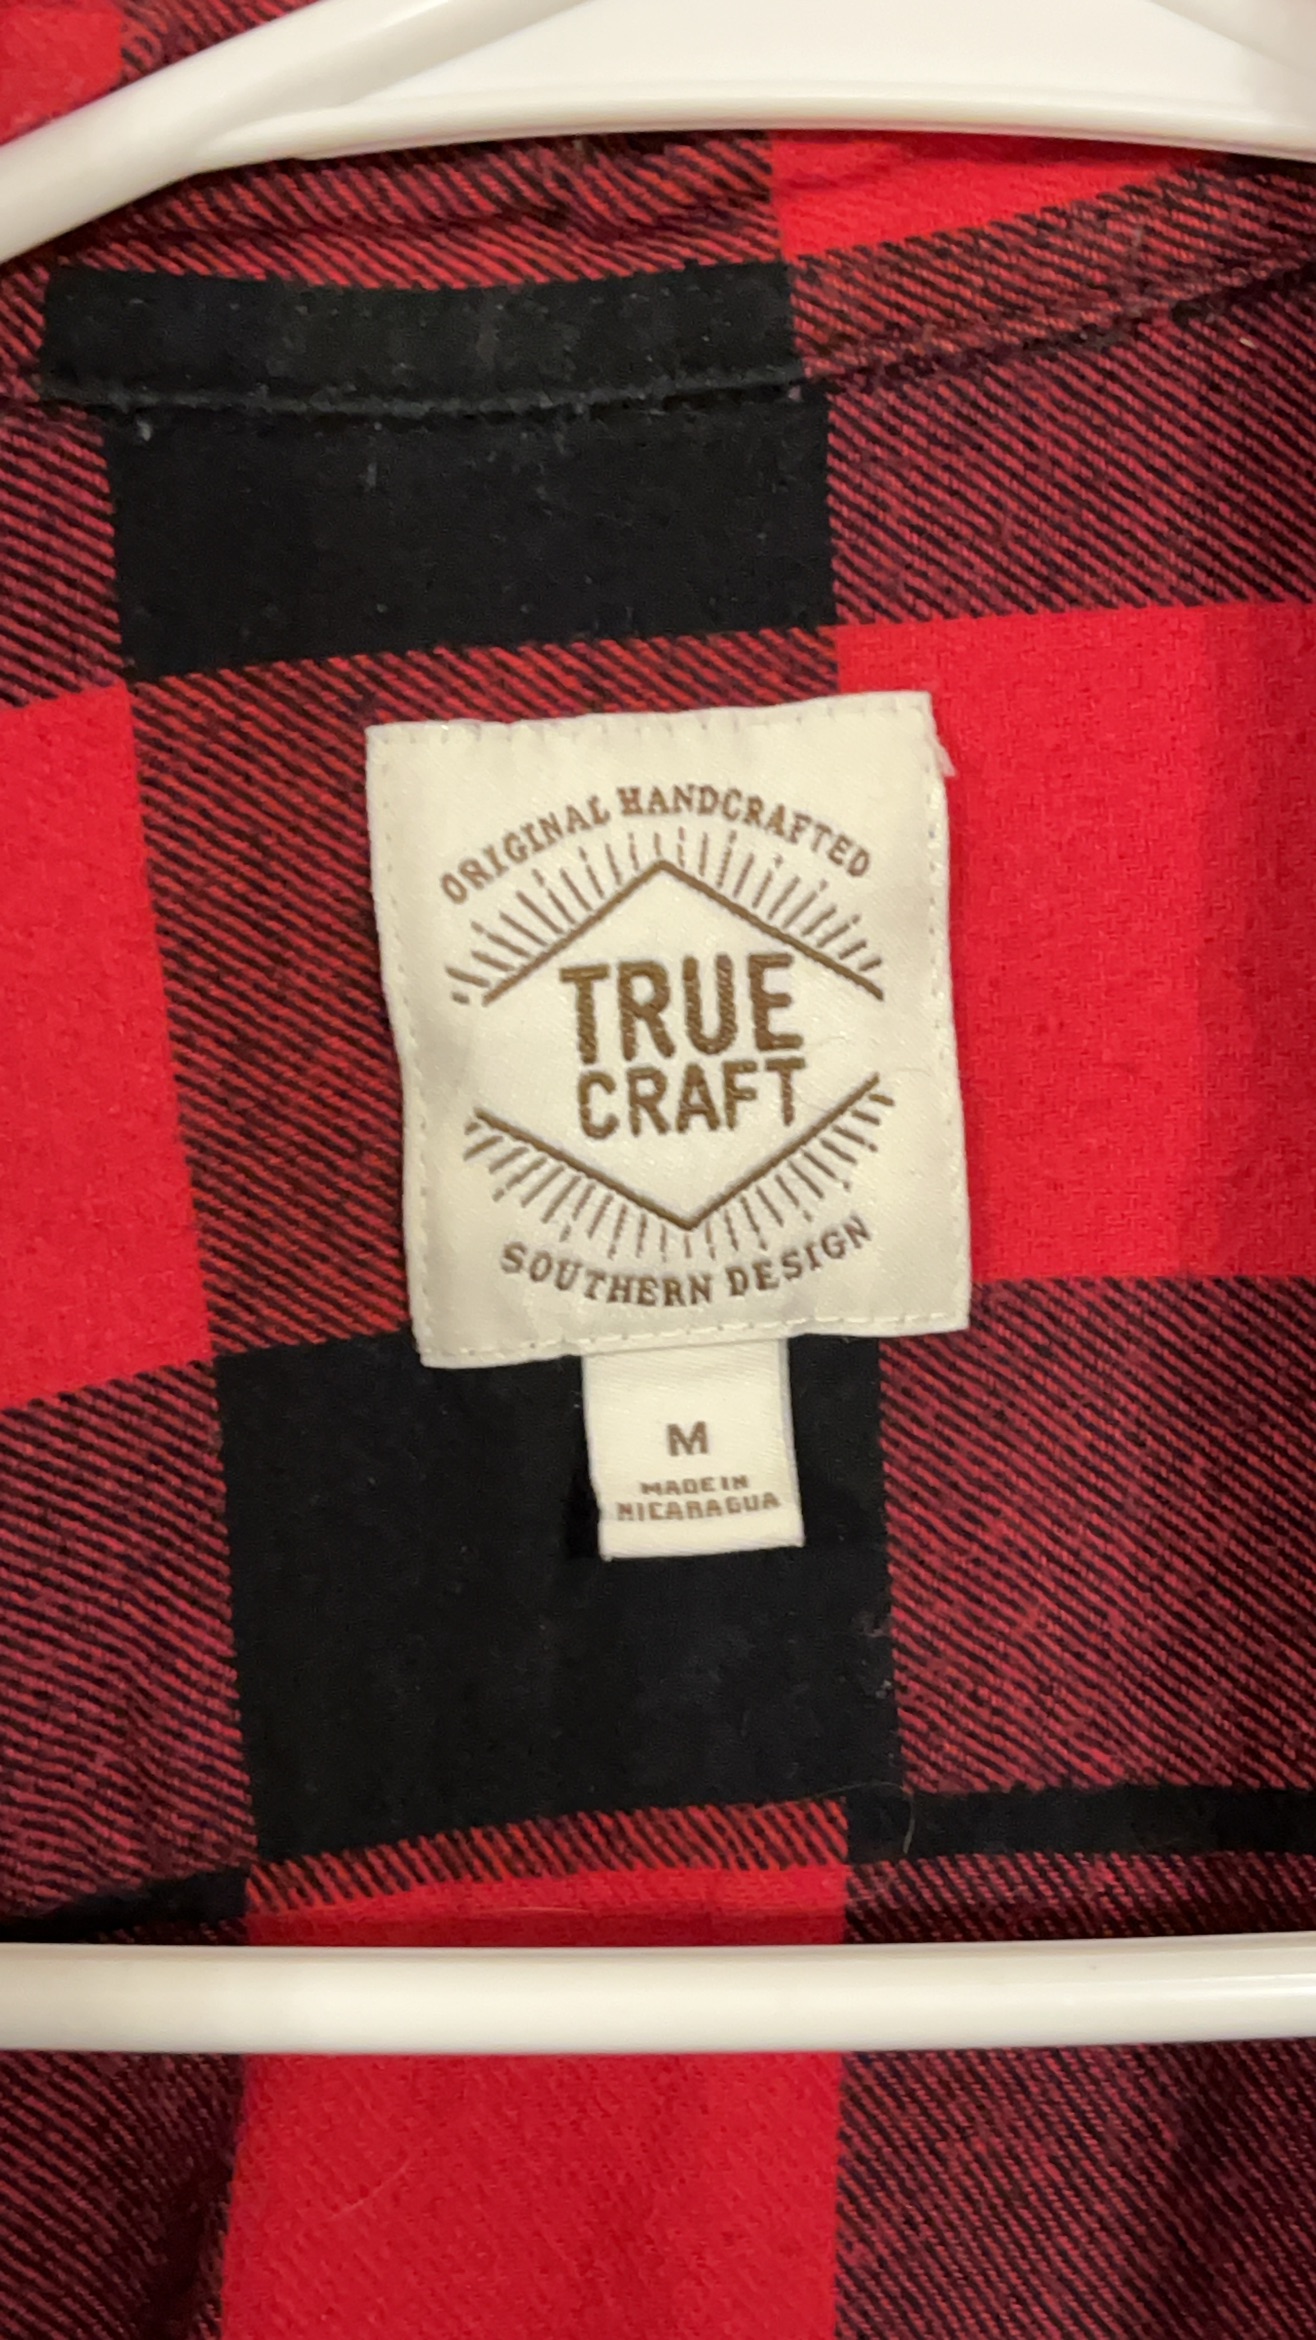 ORIGINAL HANDCRAFTED
TRUE
CRAFT
SOUTHERN DESIGN
M
MADE IN
NICARAGUA